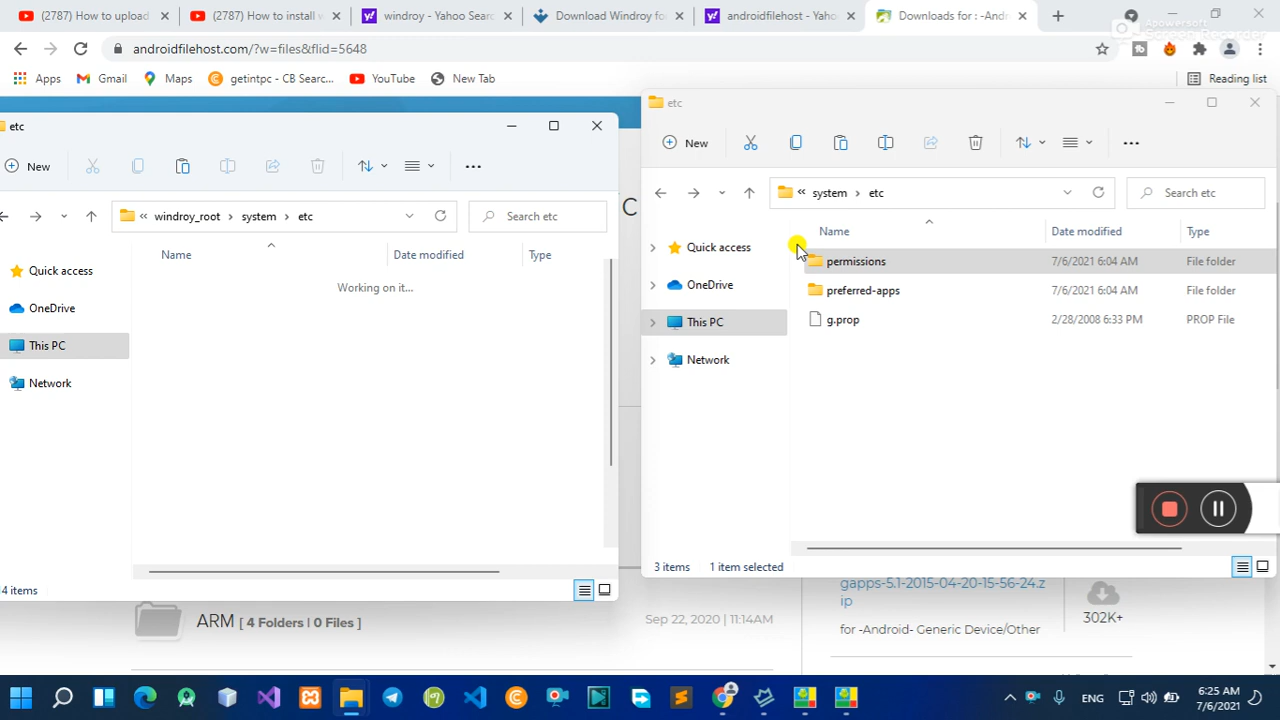 (2787) How to upload
(2787) How to install w
windroy - Yahoo Sear
Download Windroy fo
androidfilehost - Yaho
Downloads for : -And
Apowersoft
Screen Recorder
androidfilehost.com/?w=files&flid=5648
Apps
Gmail
Maps
getintpc - CB Searc...
YouTube
New Tab
Reading list
etc
New
windroy_root
system
etc
Search etc
Name
Date modified
Type
Working on it...
Quick access
OneDrive
This PC
Network
4 items
C
etc
New
system
etc
Search etc
Name
Date modified
Type
Quick access
OneDrive
This PC
Network
permissions 7/6/2021 6:04 AM File folder
preferred-apps 7/6/2021 6:04 AM File folder
g.prop 2/28/2008 6:33 PM PROP File
3 items 1 item selected
ARM [ 4 Folders | 0 Files ]
Sep 22, 2020 | 11:14AM
gapps-5.1-2015-04-20-15-56-24.z
ip
for -Android- Generic Device/Other
302K+
ENG
6:25 AM
7/6/2021